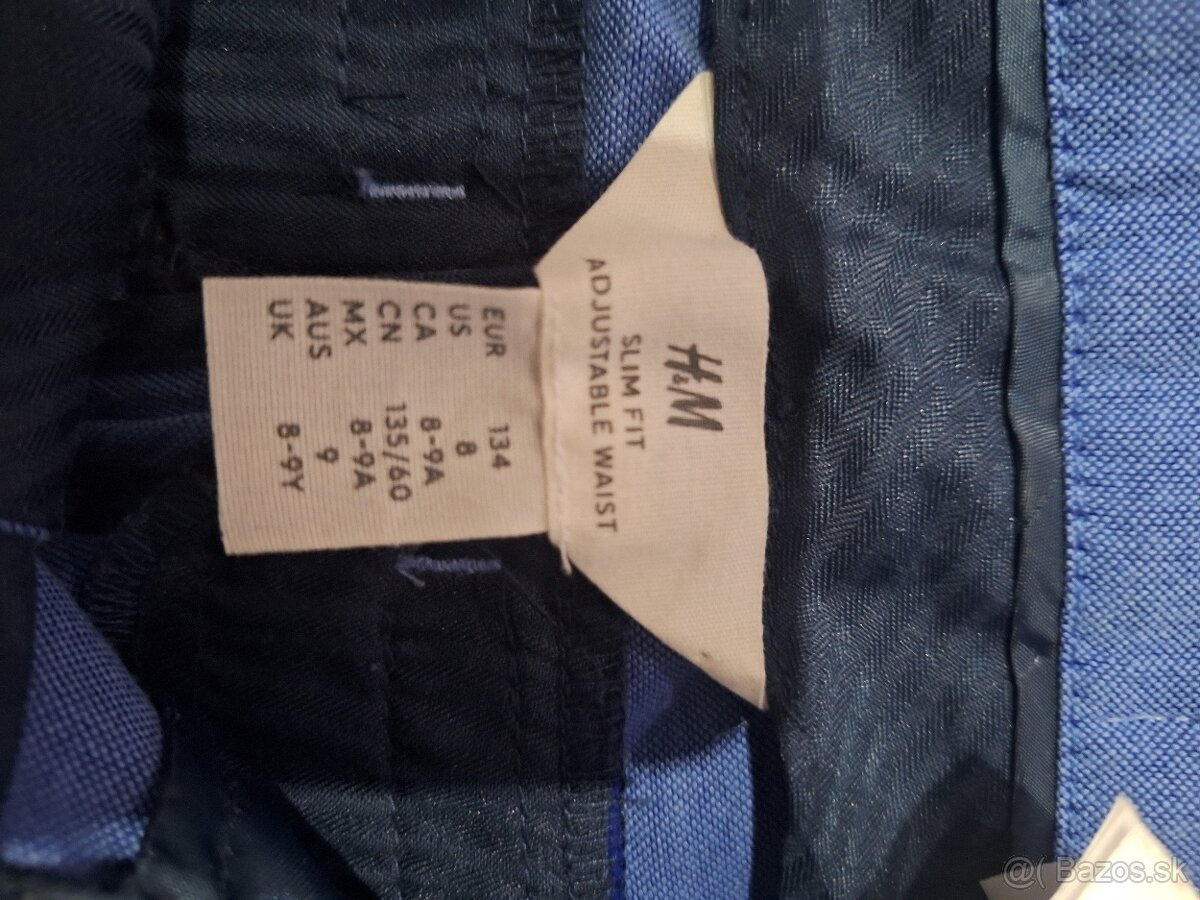 H&M
SLIM FIT
ADJUSTABLE WAIST
EUR 134
US 8
CA 8-9A
CN 135/60
MX 8-9A
AUS 9
UK 8-9Y
@( Bazos.sk